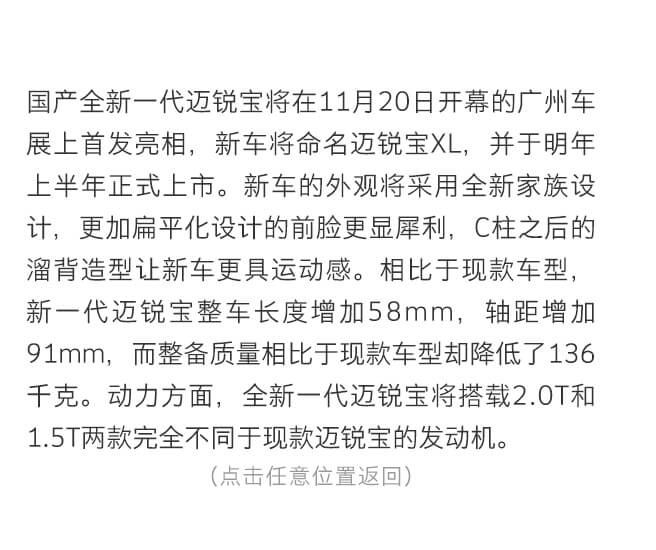 国产全新一代迈锐宝将在11月20日开幕的广州车
展上首发亮相，新车将命名迈锐宝XL，并于明年
上半年正式上市。新车的外观将采用全新家族设
计，更加扁平化设计的前脸更显犀利，C柱之后的
溜背造型让新车更具运动感。相比于现款车型，
新一代迈锐宝整车长度增加58mm，轴距增加
91mm，而整备质量相比于现款车型却降低了136
千克。动力方面，全新一代迈锐宝将搭载2.0T和
1.5T两款完全不同于现款迈锐宝的发动机。
（点击任意位置返回）